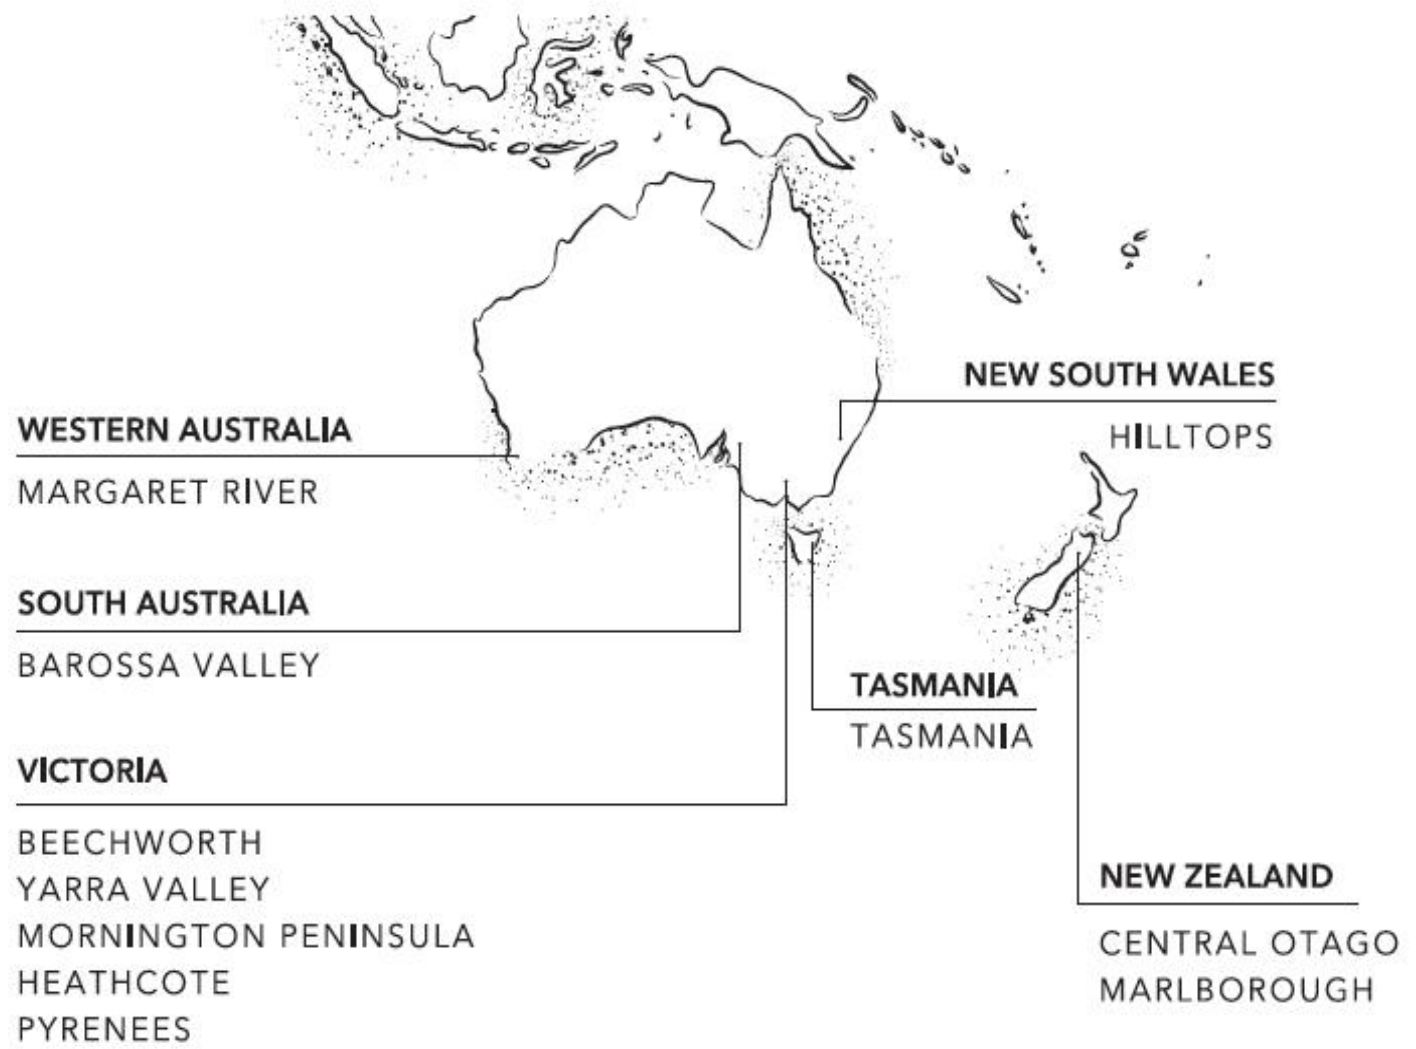 NEW SOUTH WALES
HILLTOPS
WESTERN AUSTRALIA
MARGARET RIVER
SOUTH AUSTRALIA
BAROSSA VALLEY
TASMANIA
TASMANIA
VICTORIA
BEECHWORTH
YARRA VALLEY
MORNINGTON PENINSULA
HEATHCOTE
PYRENEES
NEW ZEALAND
CENTRAL OTAGO
MARLBOROUGH